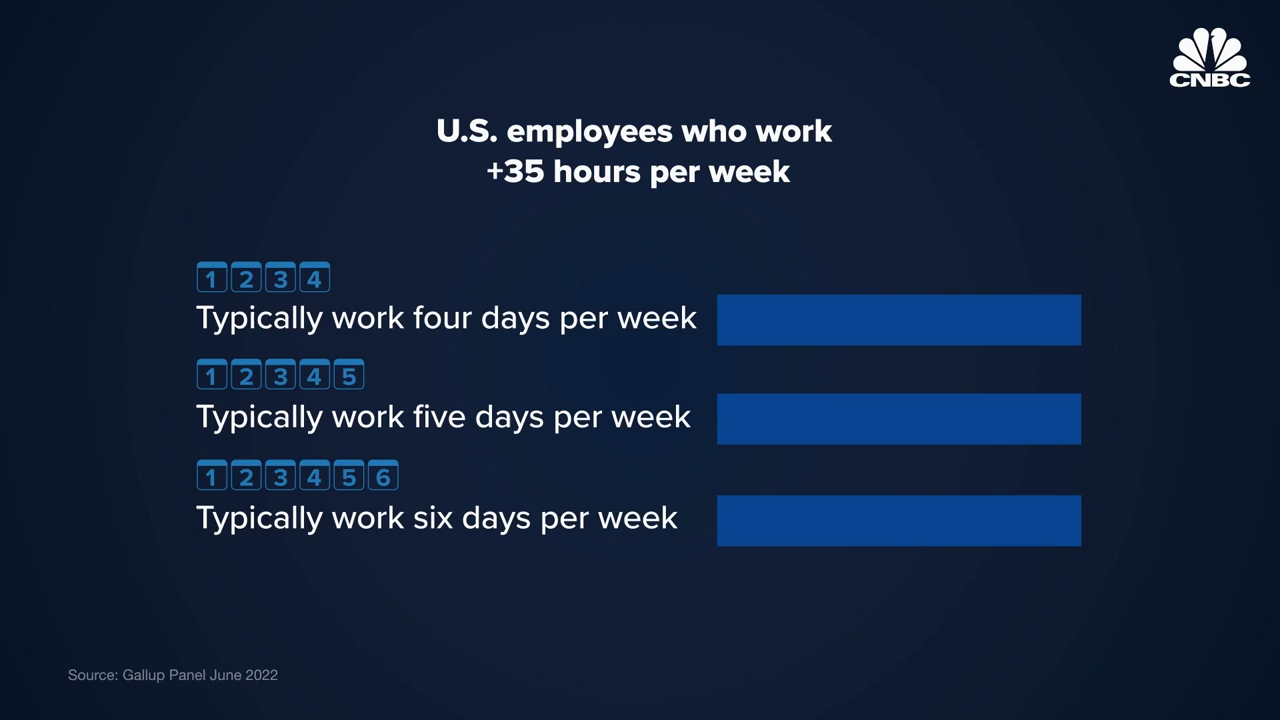 CNBC
U.S. employees who work
+35 hours per week
1 2 3 4
Typically work four days per week
1 2 3 4 5
Typically work five days per week
1 2 3 4 5 6
Typically work six days per week
Source: Gallup Panel June 2022